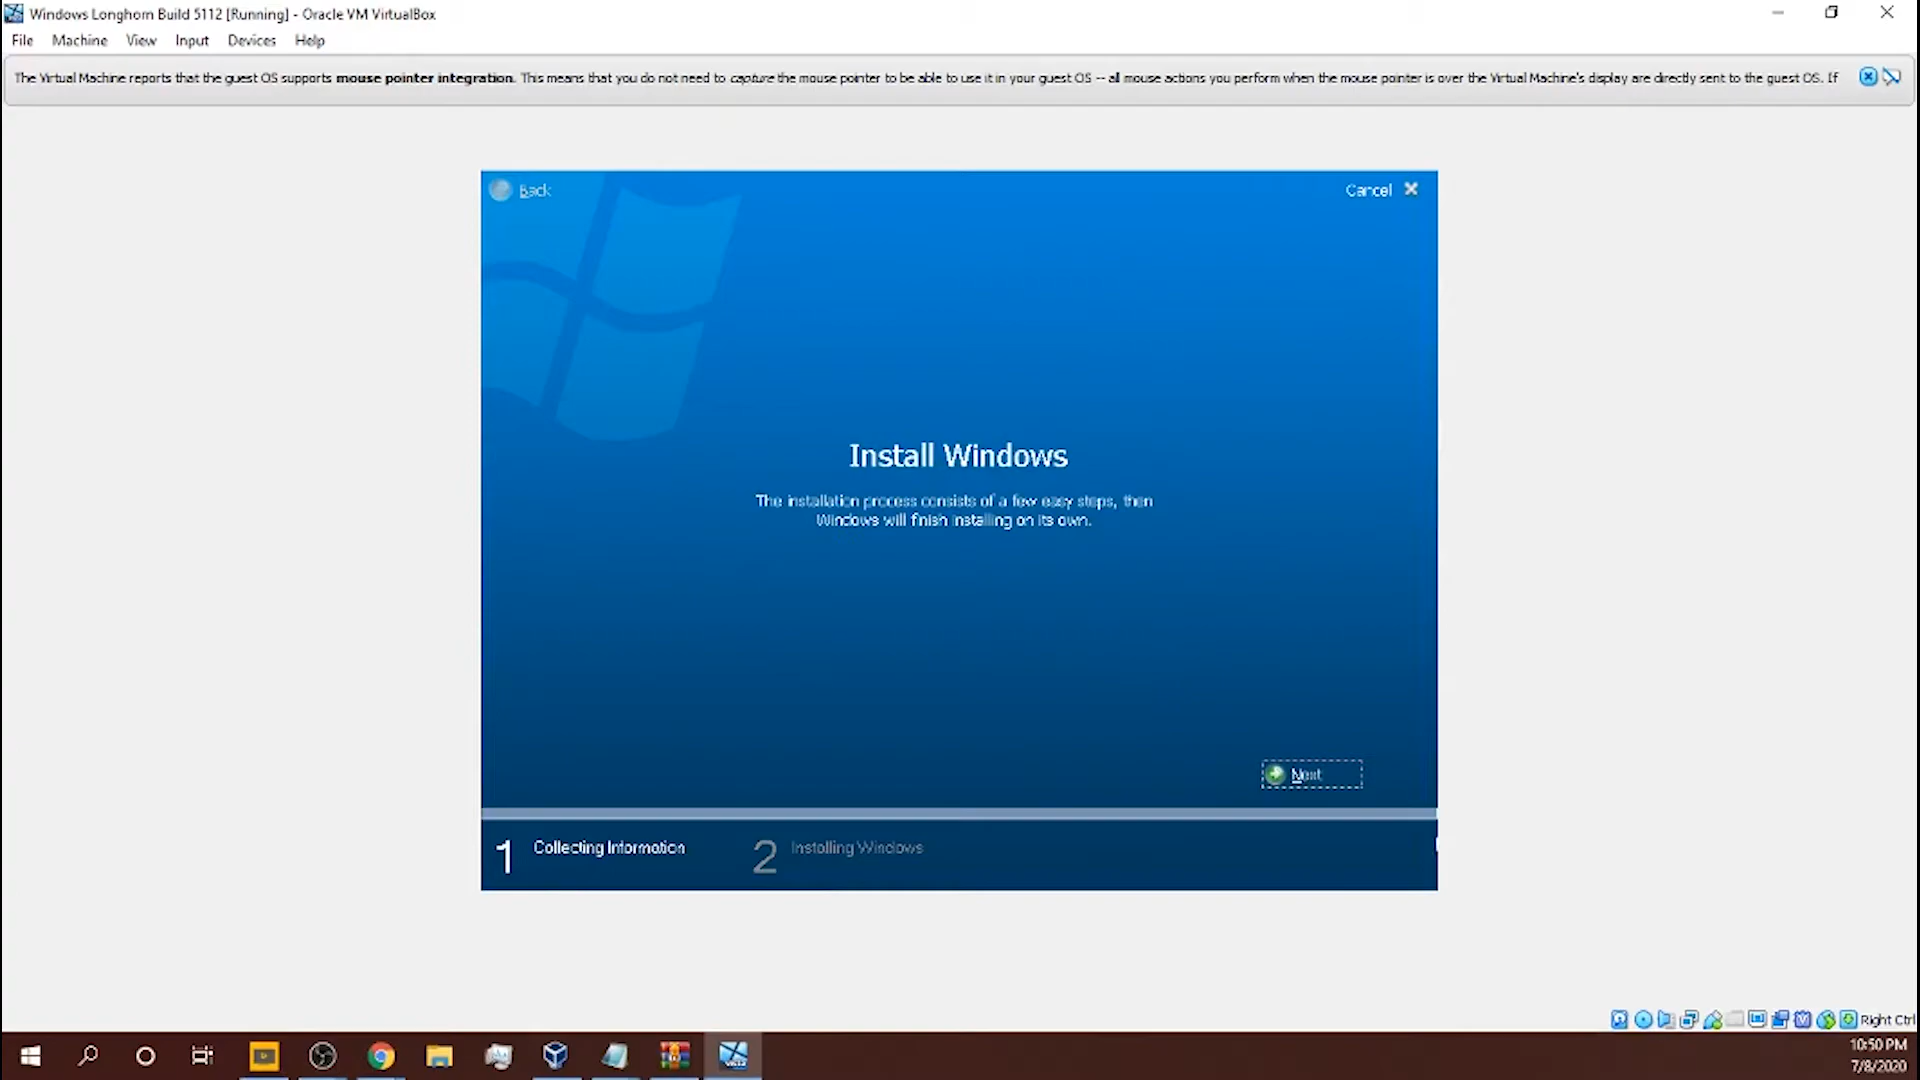 Windows Longhorn Build 5112 [Running] - Oracle VM VirtualBox
File Machine View Input Devices Help
The Virtual Machine reports that the guest OS supports mouse pointer integration. This means that you do not need to capture the mouse pointer to be able to use it in your guest OS -- all mouse actions you perform when the mouse pointer is over the Virtual Machine's display are directly sent to the guest OS. If
Back
Cancel
Install Windows
The installation process consists of a few easy steps, then
Windows will finish installing on its own.
Next
1 Collecting Information 2 Installing Windows
Right Ctrl
10:50 PM
7/8/2020